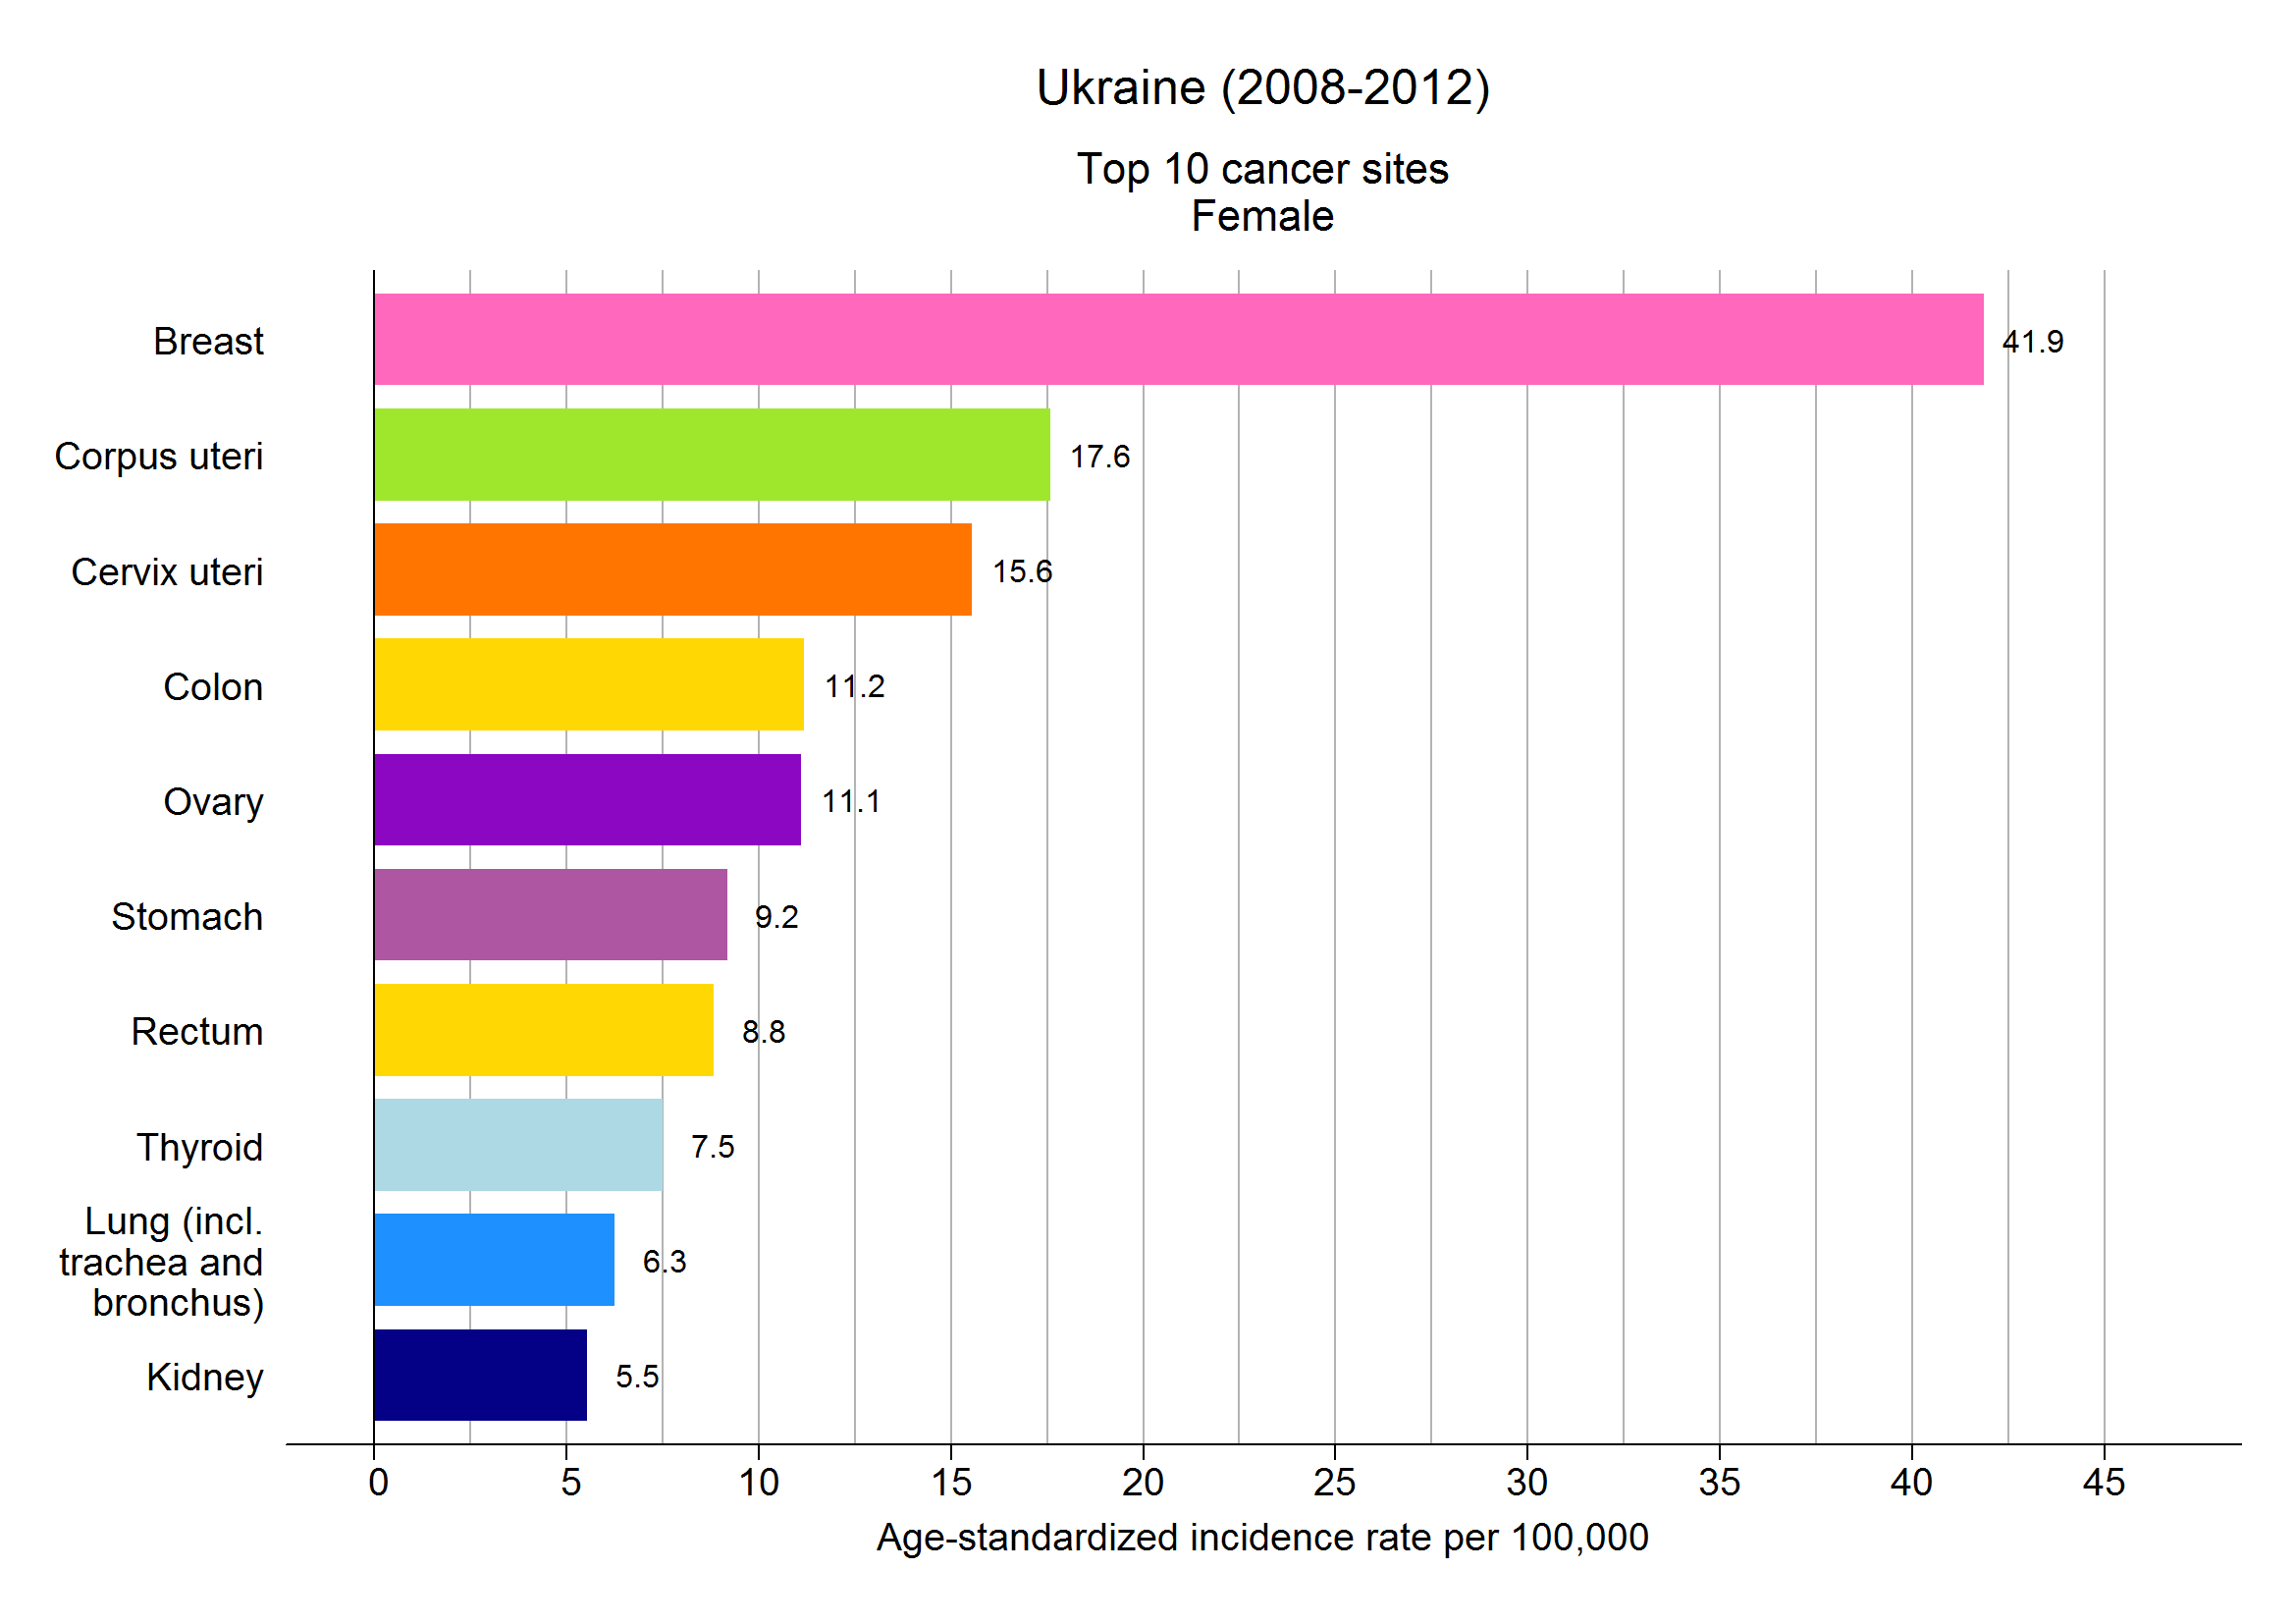 Ukraine (2008-2012)
Top 10 cancer sites
Female
Breast
41.9
Corpus uteri
17.6
Cervix uteri
15.6
Colon
11.2
Ovary
11.1
Stomach
9.2
Rectum
8.8
Thyroid
7.5
Lung (incl.
trachea and
bronchus)
6.3
Kidney
5.5
0 5 10 15 20 25 30 35 40 45
Age-standardized incidence rate per 100,000